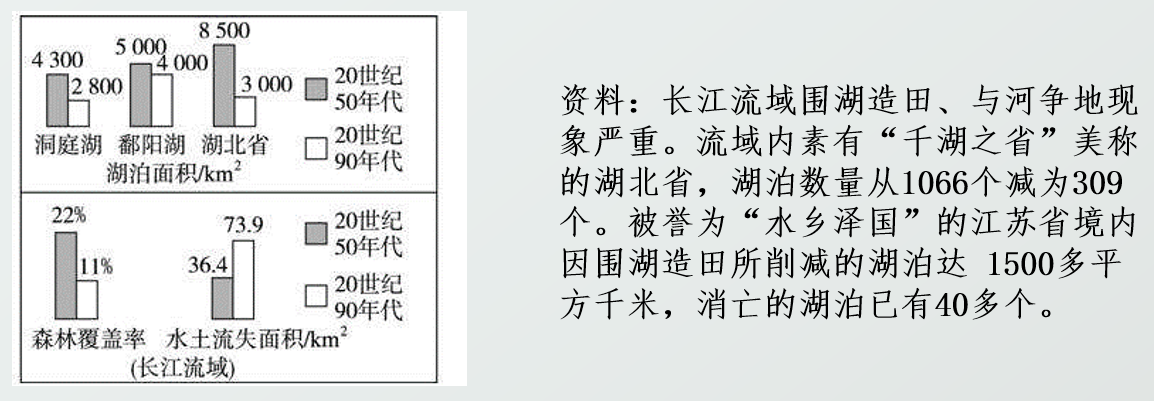 4 300
2 800
5 000
4 000
8 500
3 000
20世纪
50年代
20世纪
90年代
洞庭湖 鄱阳湖 湖北省
湖泊面积/km²
22%
11%
36.4
73.9
20世纪
50年代
20世纪
90年代
森林覆盖率 水土流失面积/km²
(长江流域)
资料：长江流域围湖造田、与河争地现
象严重。流域内素有“千湖之省”美称
的湖北省，湖泊数量从1066个减为309
个。被誉为“水乡泽国”的江苏省境内
因围湖造田所削减的湖泊达 1500多平
方千米，消亡的湖泊已有40多个。